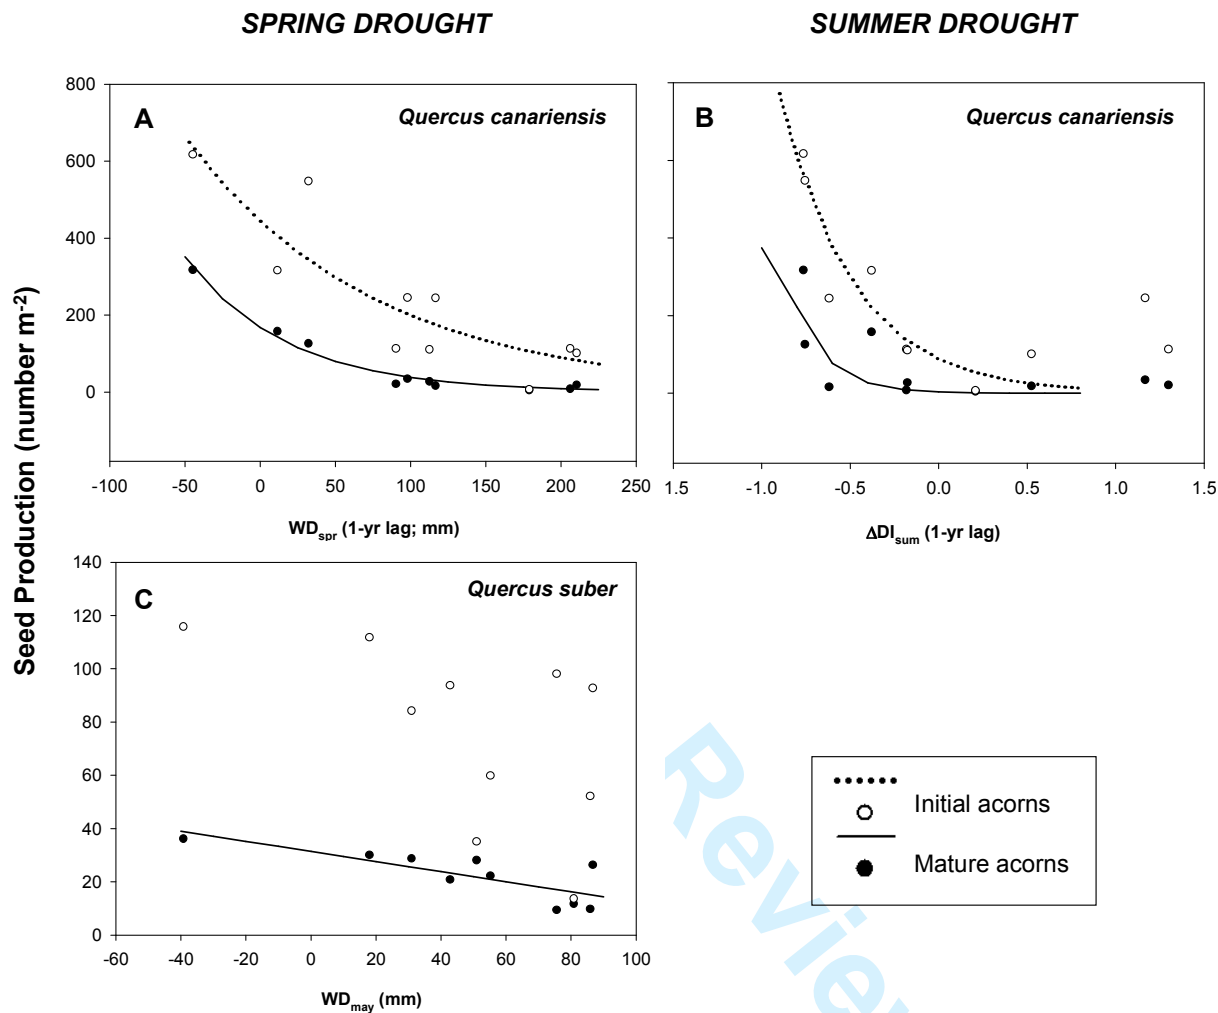 SPRING DROUGHT
SUMMER DROUGHT
Seed Production (number m-2)
800
600
400
200
0
A
Quercus canariensis
-100 -50 0 50 100 150 200 250
WDspr (1-yr lag; mm)
B
Quercus canariensis
1.5 -1.0 -0.5 0.0 0.5 1.0 1.5
ΔDIsum (1-yr lag)
140
120
100
80
60
40
20
0
C
Quercus suber
-60 -40 -20 0 20 40 60 80 100
WDmay (mm)
Initial acorns
Mature acorns